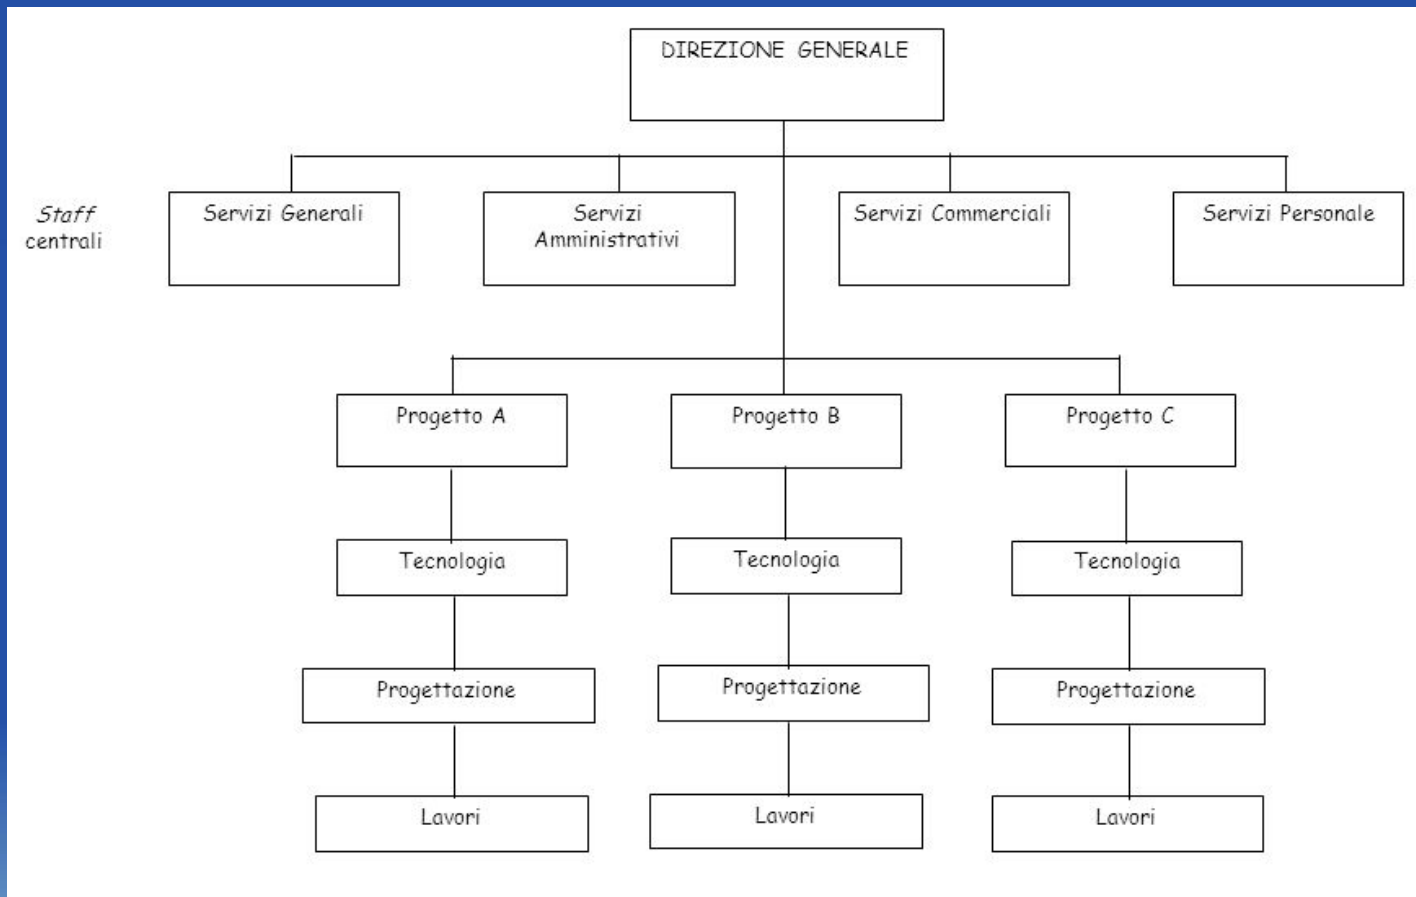 DIREZIONE GENERALE
Staff
centrali
Servizi Generali
Servizi
Amministrativi
Servizi Commerciali
Servizi Personale
Progetto A
Progetto B
Progetto C
Tecnologia
Tecnologia
Tecnologia
Progettazione
Progettazione
Progettazione
Lavori
Lavori
Lavori